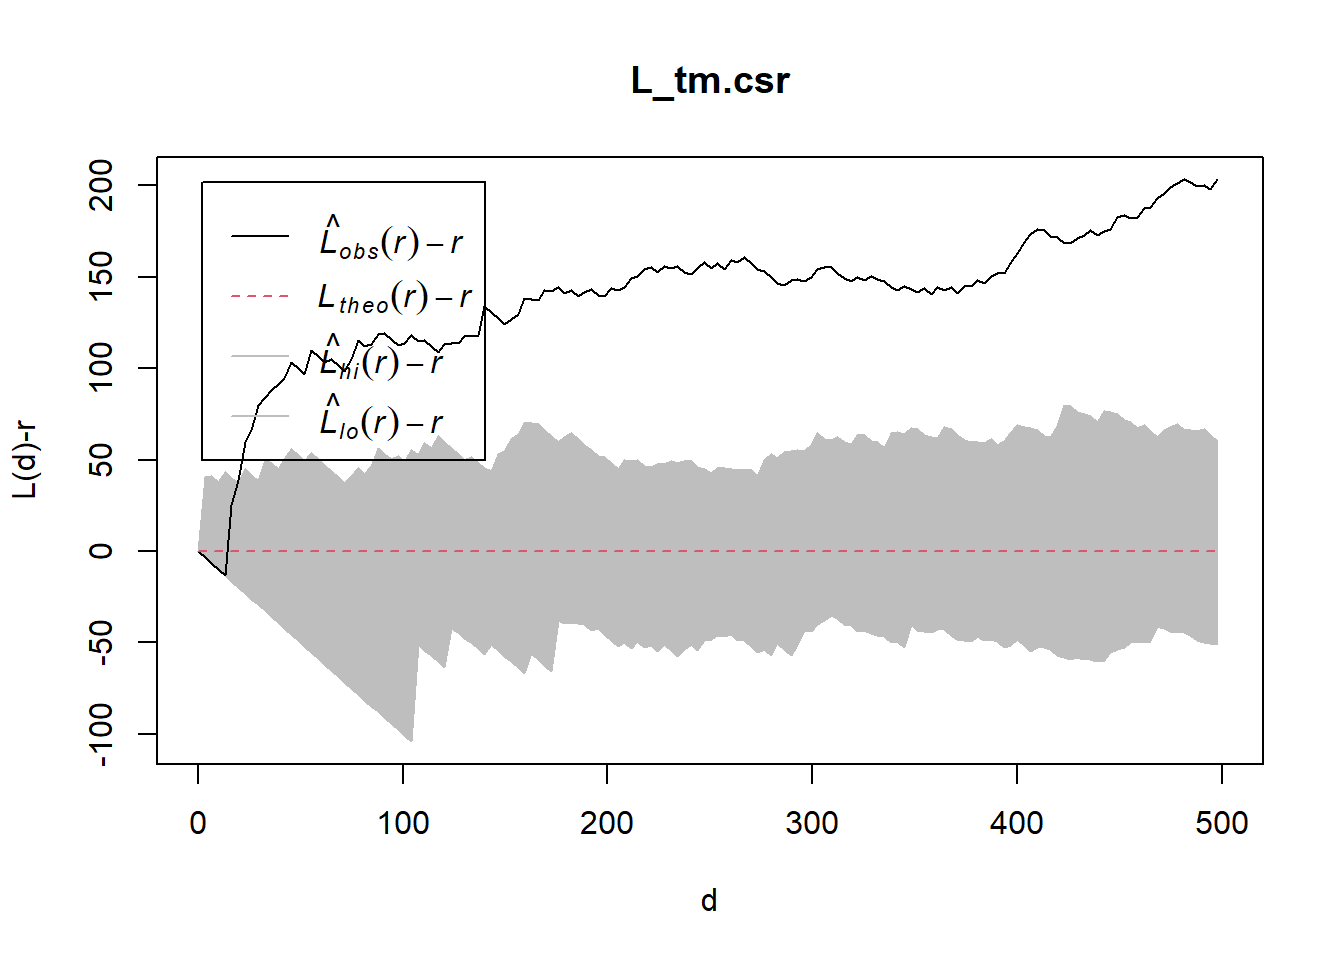 L_tm.csr
L(d)-r
200
150
100
50
0
-50
-100
L̂obs(r) − r
Ltheo(r) − r
L̂hi(r) − r
L̂lo(r) − r
0 100 200 300 400 500
d